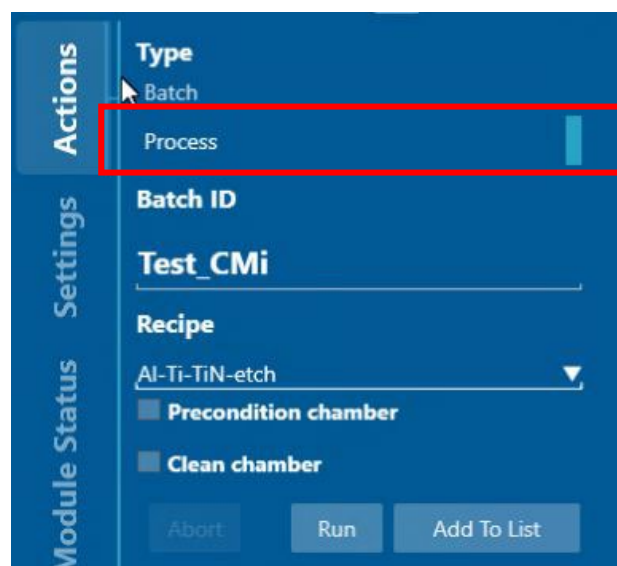 Actions
Settings
Module Status
Type
Batch
Process
Batch ID
Test_CMi
Recipe
Al-Ti-TiN-etch
Precondition chamber
Clean chamber
Abort
Run
Add To List